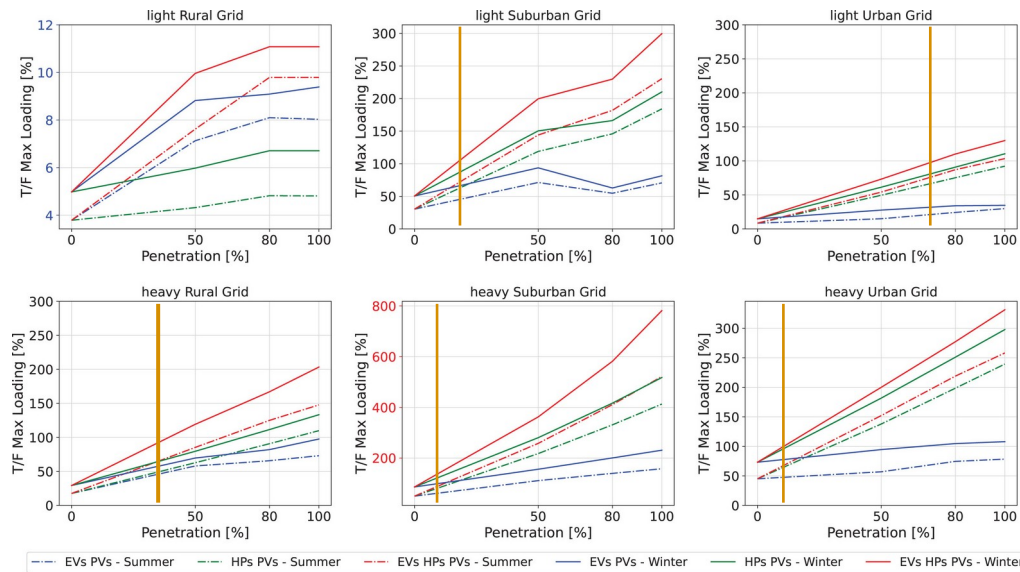 light Rural Grid
light Suburban Grid
light Urban Grid
T/F Max Loading [%]
12
10
8
6
4
0
50
80
100
Penetration [%]
T/F Max Loading [%]
300
250
200
150
100
50
0
0
50
80
100
Penetration [%]
T/F Max Loading [%]
300
250
200
150
100
50
0
0
50
80
100
Penetration [%]
heavy Rural Grid
heavy Suburban Grid
heavy Urban Grid
T/F Max Loading [%]
300
250
200
150
100
50
0
0
50
80
100
Penetration [%]
T/F Max Loading [%]
800
600
400
200
0
50
80
100
Penetration [%]
T/F Max Loading [%]
300
250
200
150
100
50
0
0
50
80
100
Penetration [%]
EVs PVs - Summer
HPs PVs - Summer
EVs HPs PVs - Summer
EVs PVs - Winter
HPs PVs - Winter
EVs HPs PVs - Winter